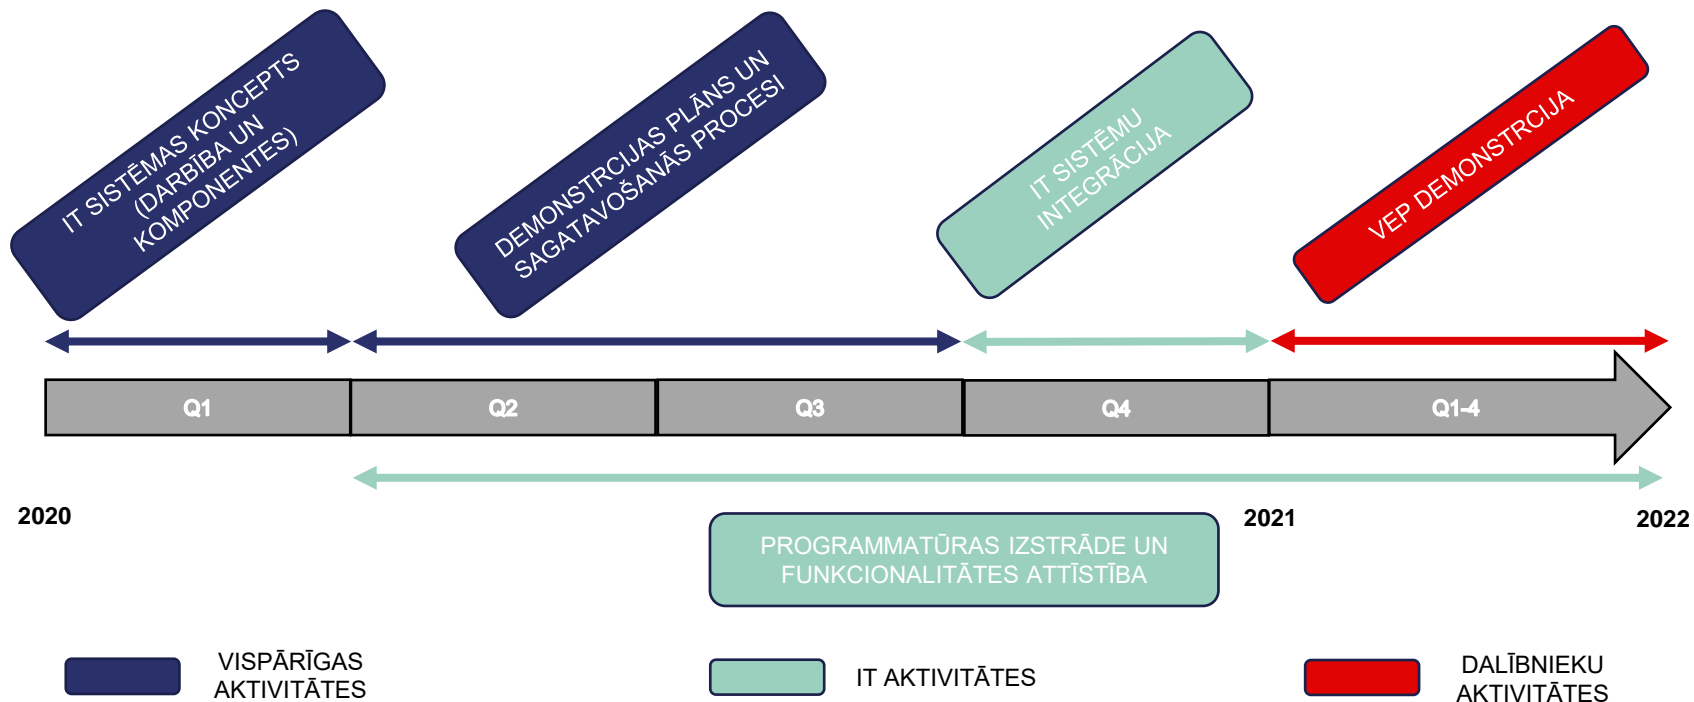 IT SISTĒMAS KONCEPTS
(DARBĪBA UN
KOMPONENTES)
DEMONSTRCIJAS PLĀNS UN
SAGATAVOŠANĀS PROCESI
IT SISTĒMU
INTEGRĀCIJA
VEP DEMONSTRCIJA
Q1
Q2
Q3
Q4
Q1-4
2020
2021
2022
PROGRAMMATŪRAS IZSTRĀDE UN
FUNKCIONALITĀTES ATTĪSTĪBA
VISPĀRĪGAS
AKTIVITĀTES
IT AKTIVITĀTES
DALĪBNIEKU
AKTIVITĀTES